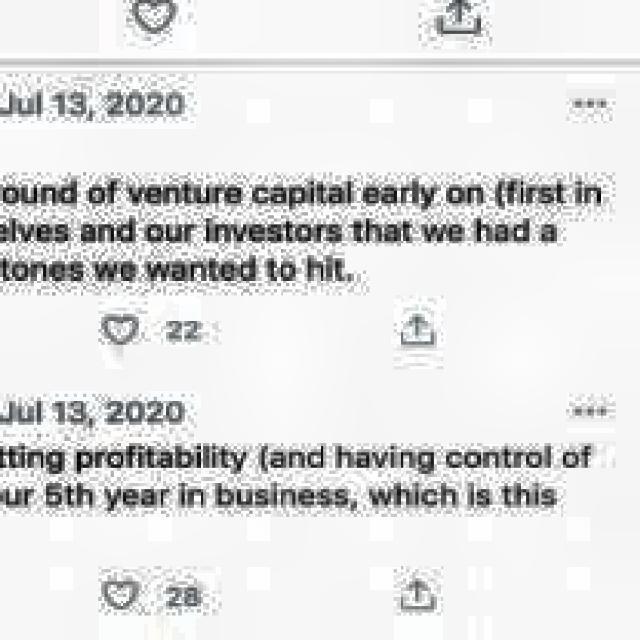 Jul 13, 2020
ound of venture capital early on (first in
elves and our investors that we had a
tones we wanted to hit.
22
Jul 13, 2020
tting profitability (and having control of
our 5th year in business, which is this
28